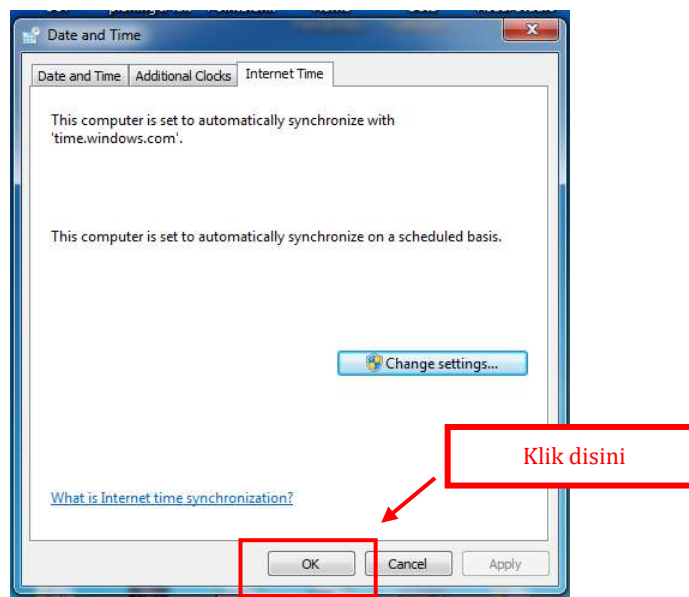 Date and Time
Date and Time Additional Clocks Internet Time
This computer is set to automatically synchronize with
'time.windows.com'.
This computer is set to automatically synchronize on a scheduled basis.
Change settings...
Klik disini
What is Internet time synchronization?
OK Cancel Apply